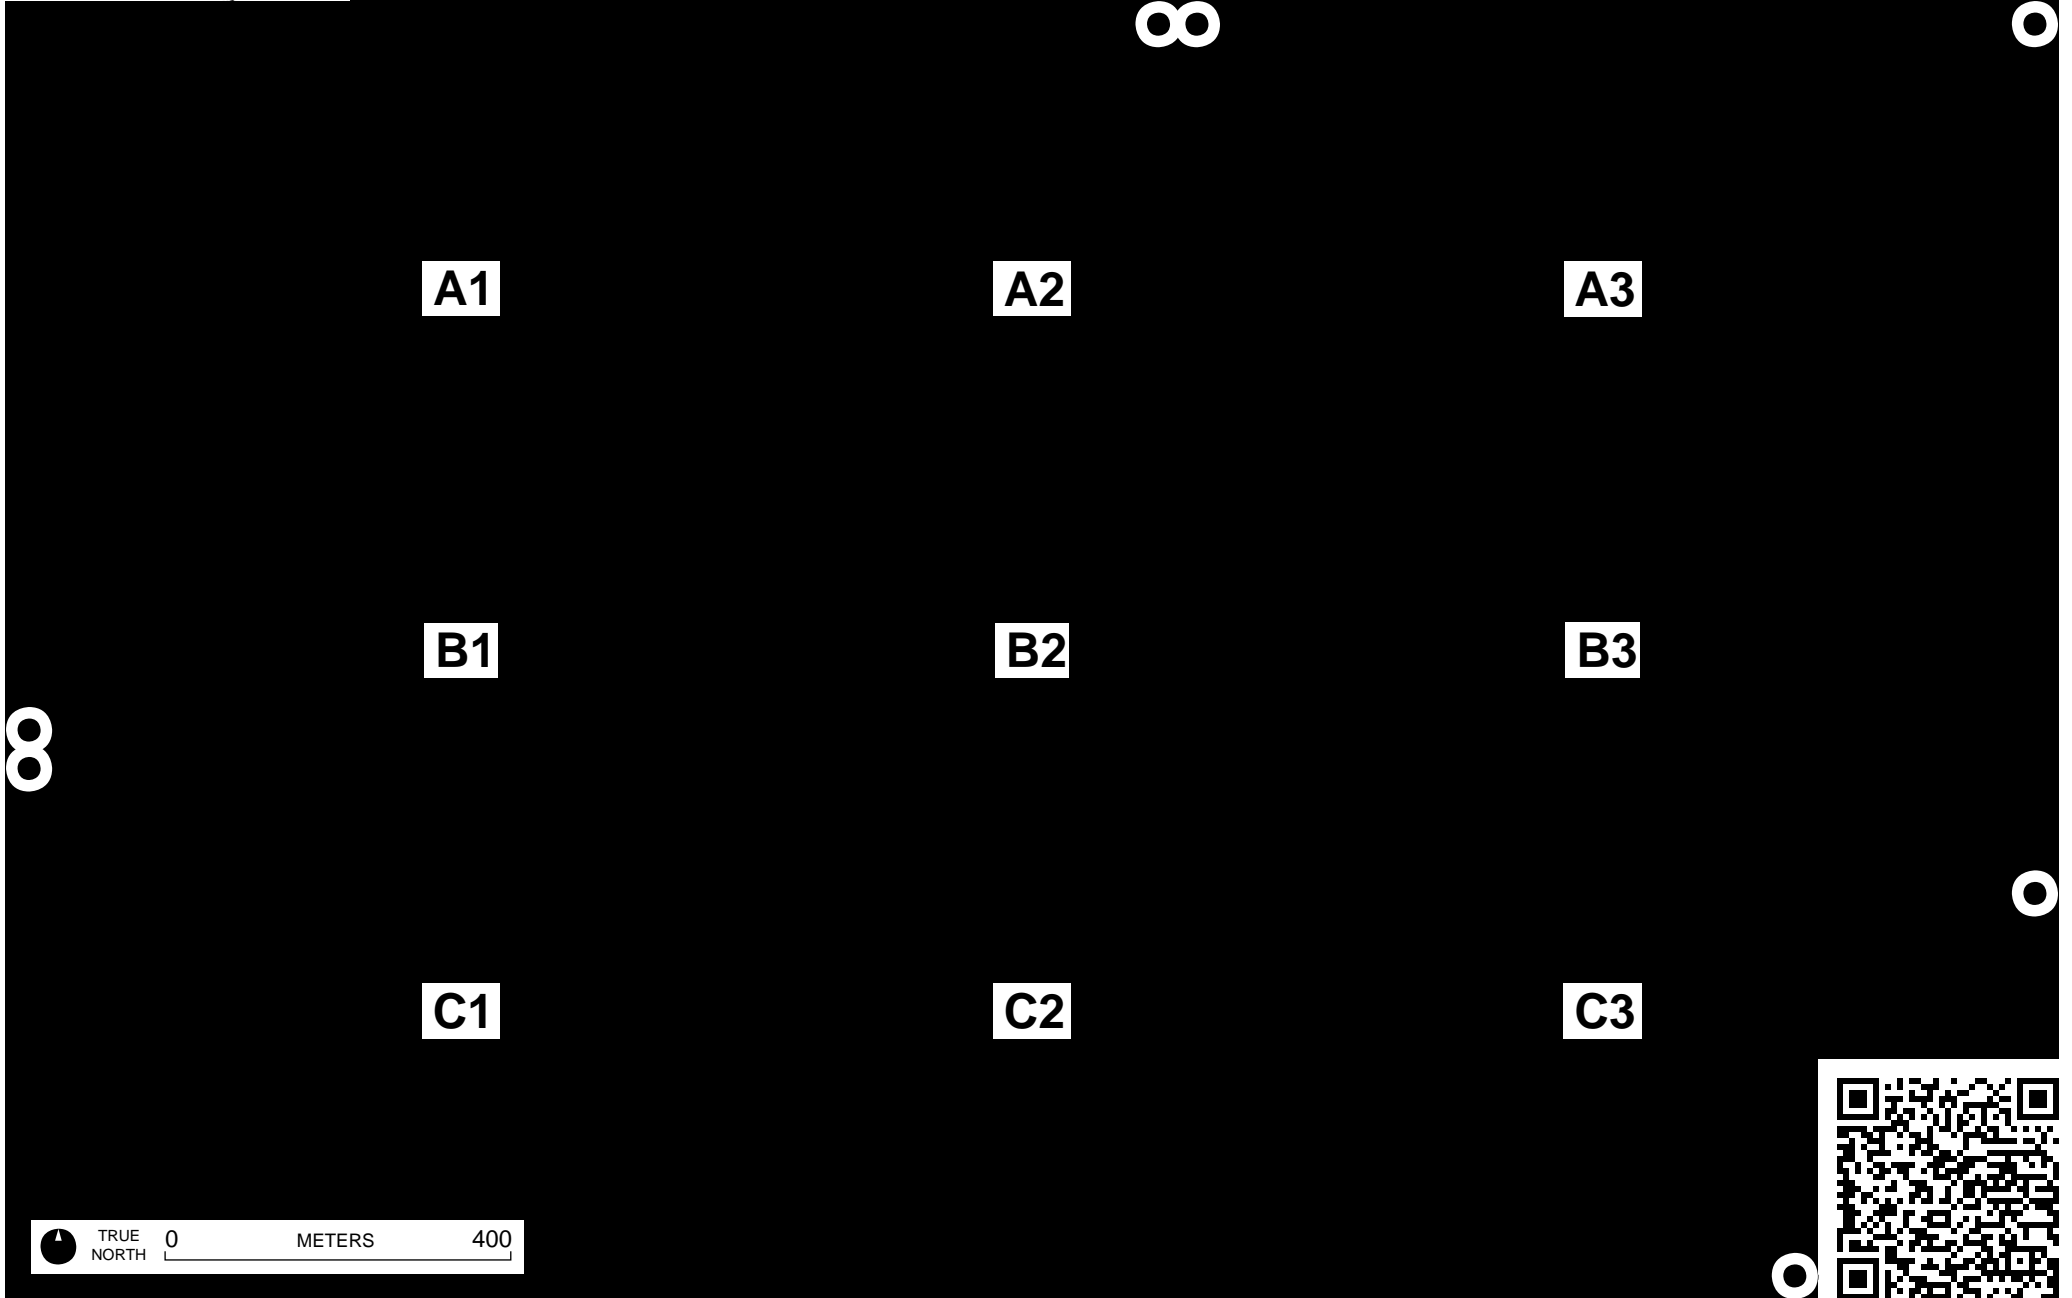 A1 A2 A3
B1 B2 B3
C1 C2 C3
TRUE NORTH
0 METERS 400